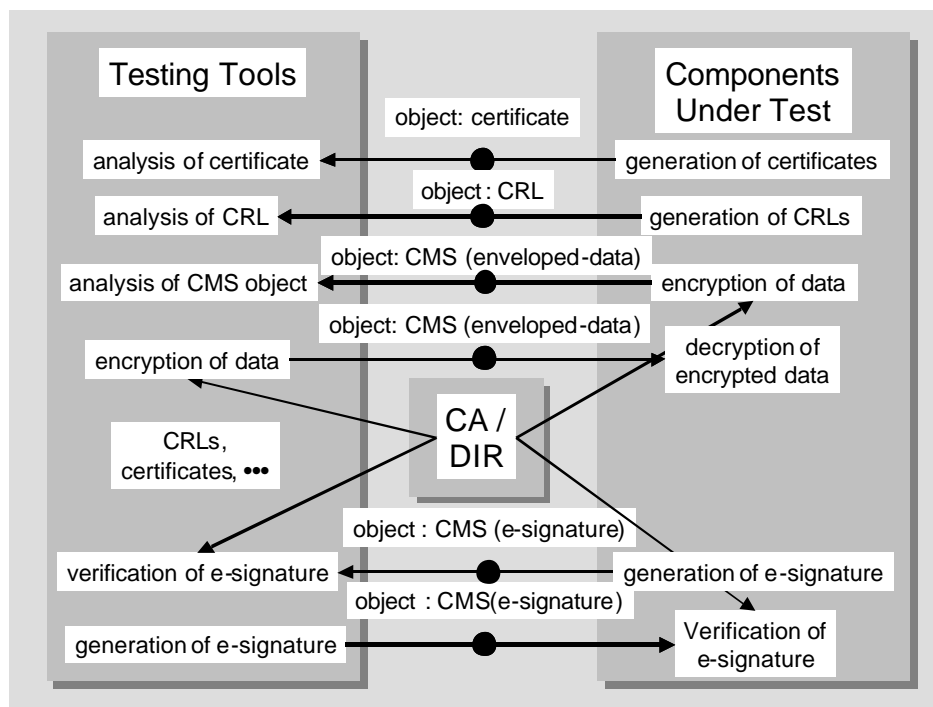 Testing Tools
Components
Under Test
object: certificate
analysis of certificate
generation of certificates
object : CRL
analysis of CRL
generation of CRLs
object: CMS (enveloped-data)
analysis of CMS object
encryption of data
object: CMS (enveloped-data)
encryption of data
decryption of
encrypted data
CA /
DIR
CRLs,
certificates, •••
object : CMS (e-signature)
verification of e-signature
generation of e-signature
object : CMS(e-signature)
generation of e-signature
Verification of
e-signature